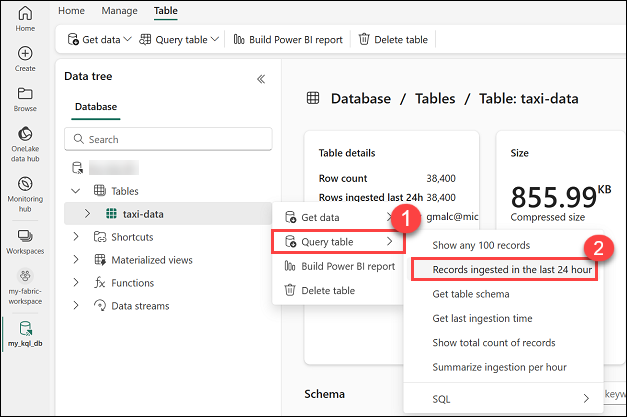 Home
Manage
Table
Get data
Query table
Build Power BI report
Delete table
Home
Create
Browse
OneLake
data hub
Monitoring
hub
Workspaces
my-fabric-
workspace
my_kql_db
Data tree
Database
Search
Tables
taxi-data
Shortcuts
Materialized views
Functions
Data streams
Database / Tables / Table: taxi-data
Table details
Row count 38,400
Rows ingested last 24h 38,400
gmalc@mic
Size
855.99 KB
Compressed size
Get data
1
Query table
Build Power BI report
Delete table
2
Show any 100 records
Records ingested in the last 24 hour
Get table schema
Get last ingestion time
Show total count of records
Summarize ingestion per hour
SQL
Schema
keyw